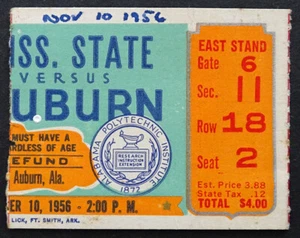 NOV 10 1956
SS. STATE
VERSUS
UBURN
MUST HAVE A
RDLESS OF AGE
EFUND
Auburn, Ala.
ER 10, 1956 - 2:00 P. M.
LICK, FT. SMITH, ARK.
ALABAMA POLYTECHNIC INSTITUTE
RESEARCH
INSTRUCTION
EXTENSION
1872
EAST STAND
Gate 6
Sec. 11
Row 18
Seat 2
Est. Price 3.88
State Tax .12
TOTAL $4.00